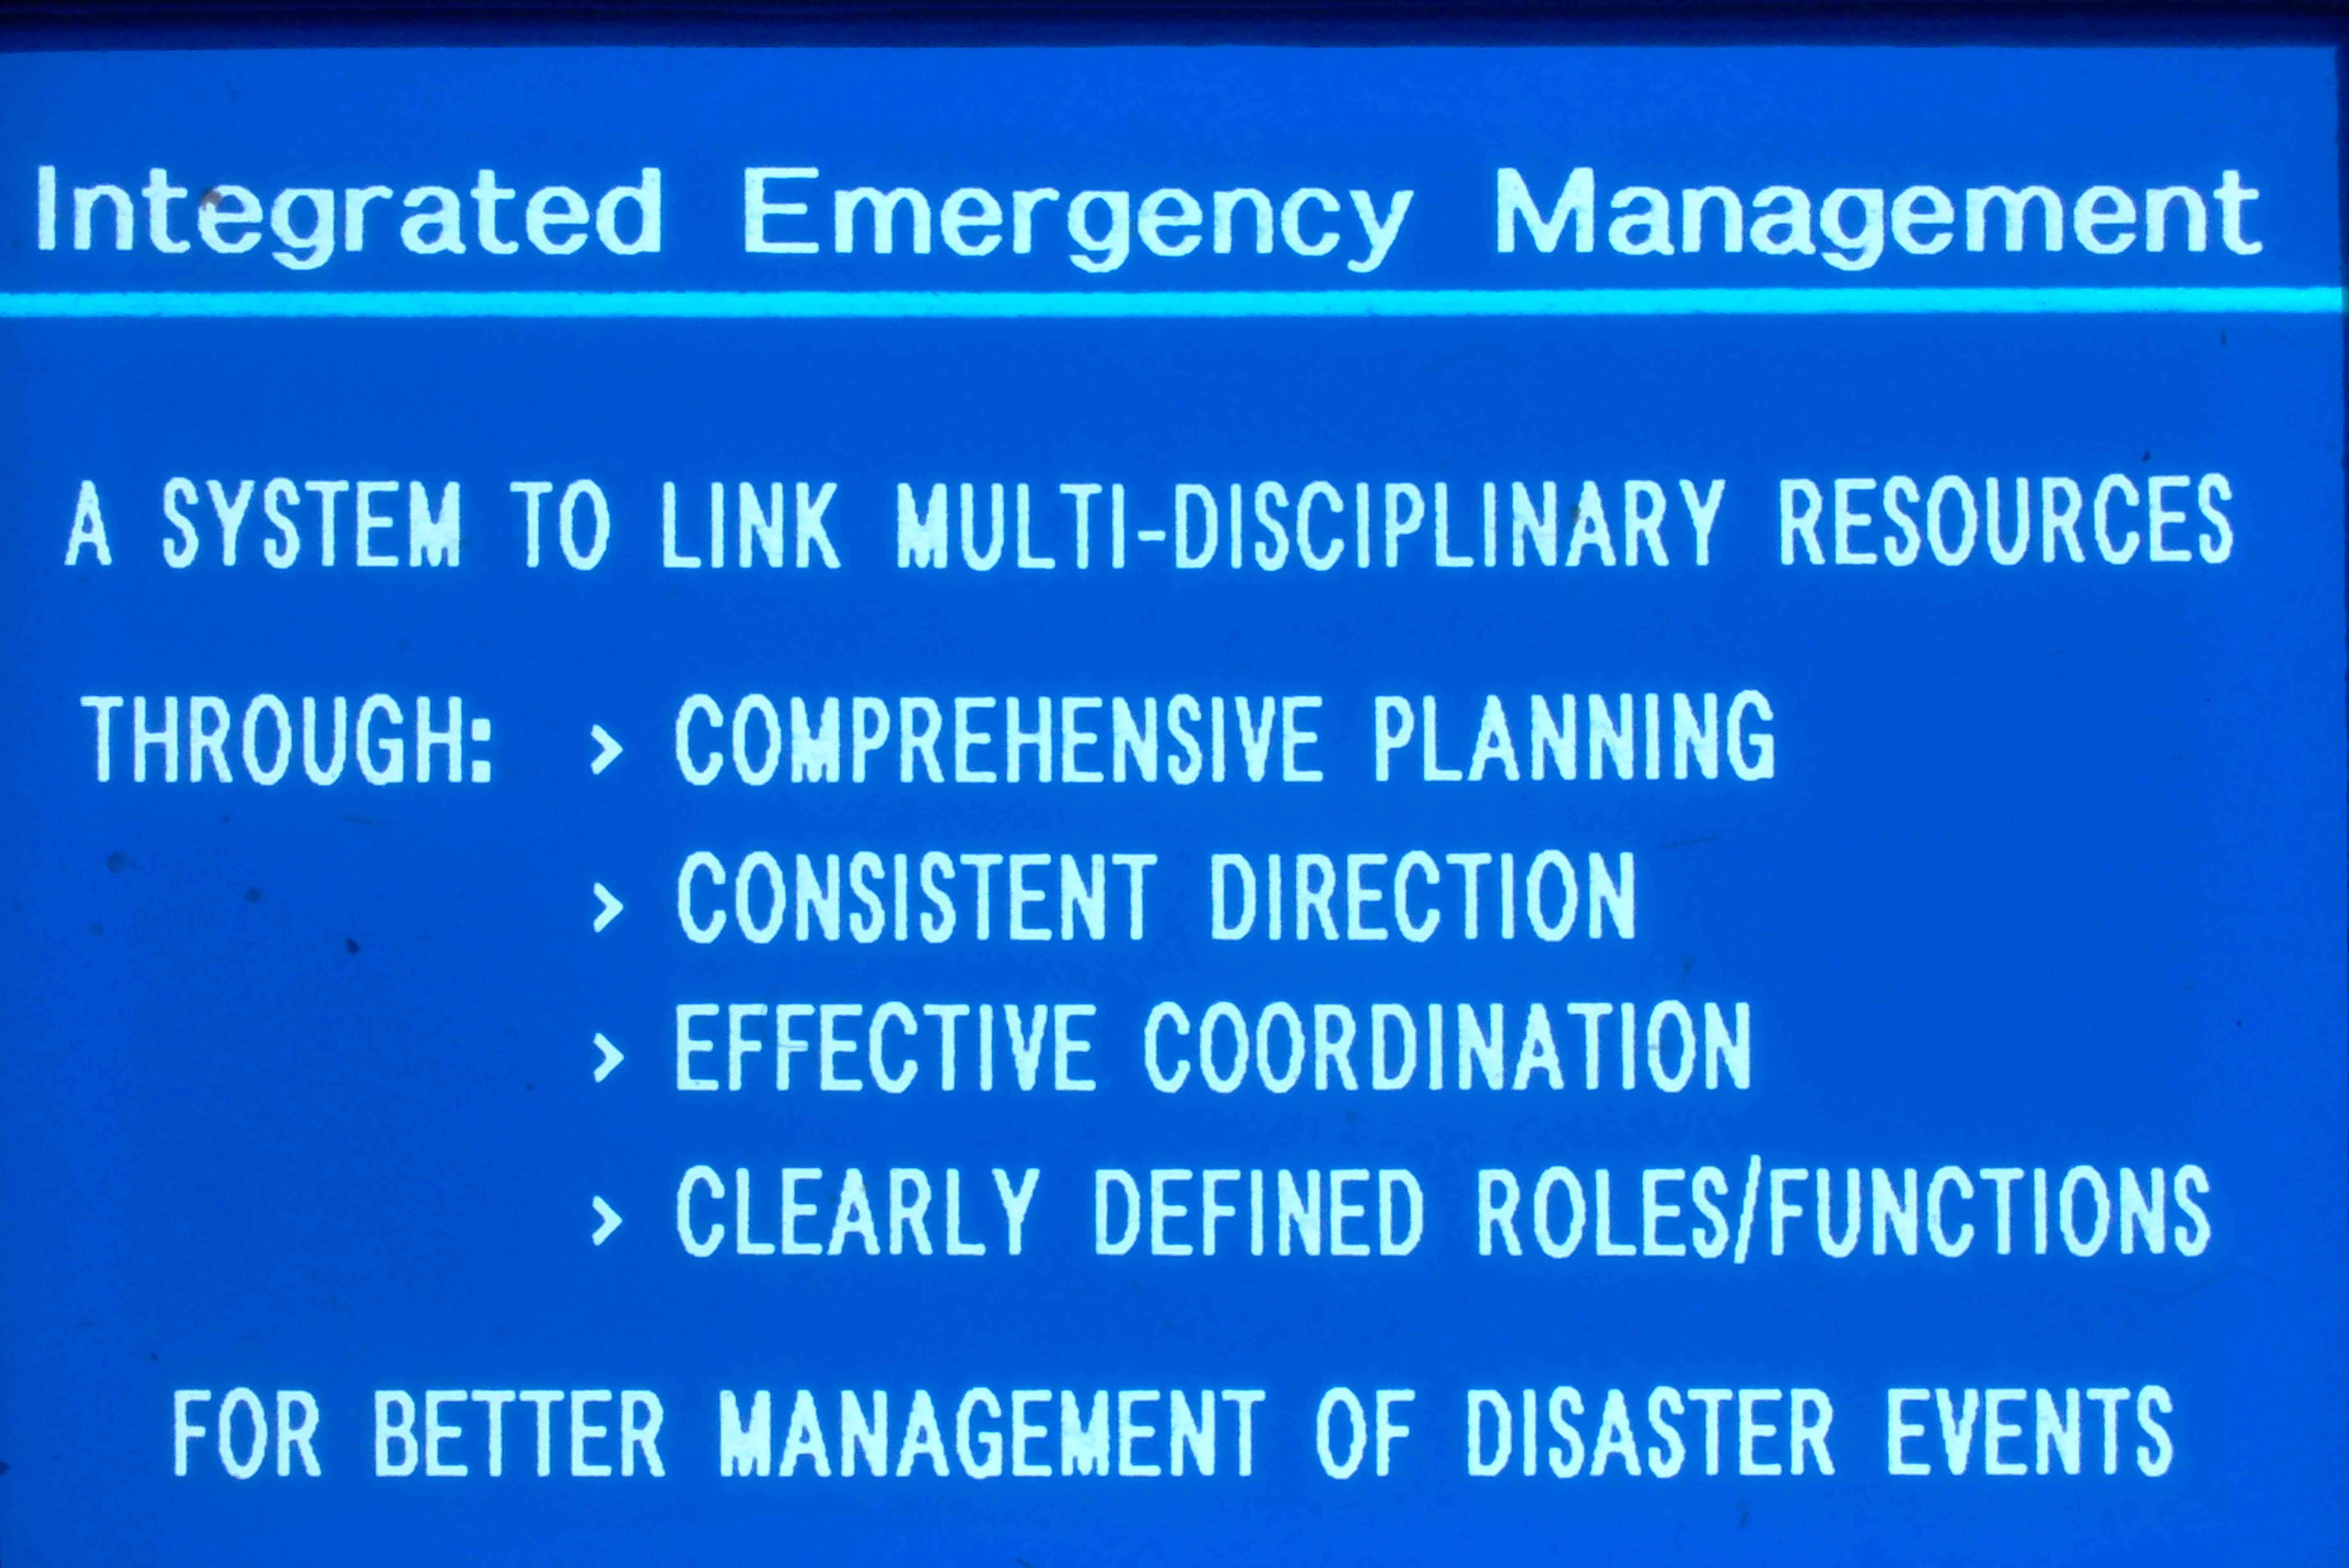 Integrated Emergency Management
A SYSTEM TO LINK MULTI-DISCIPLINARY RESOURCES
THROUGH: > COMPREHENSIVE PLANNING
> CONSISTENT DIRECTION
> EFFECTIVE COORDINATION
> CLEARLY DEFINED ROLES/FUNCTIONS
FOR BETTER MANAGEMENT OF DISASTER EVENTS